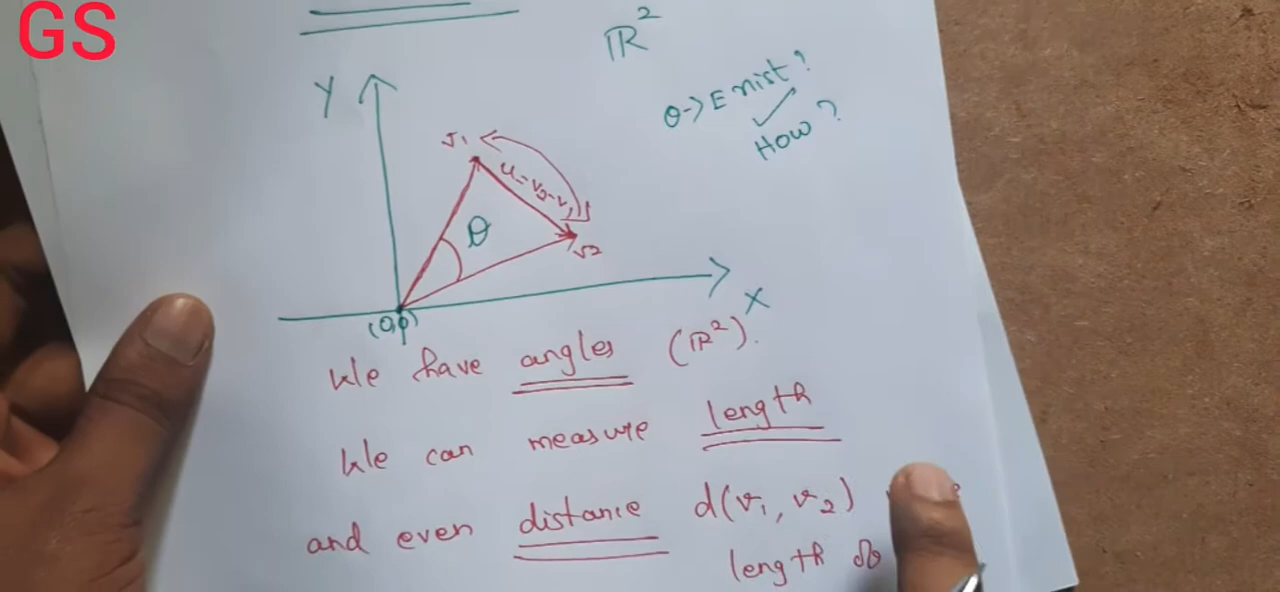 GS
ℝ²
Y
θ-> Exist?
✓
How?
v₁
u=v₂-v₁
θ
v₂
(0,0)
X
We have angles (ℝ²).
We can measure length
and even distance d(v₁, v₂)
length